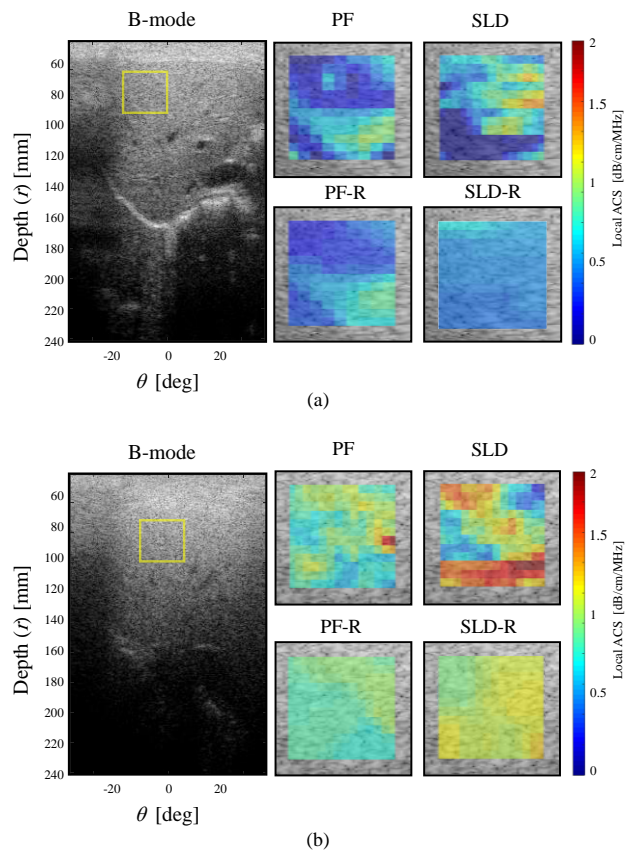 B-mode
PF
SLD
60
80
100
120
140
160
180
200
220
240
Depth (r) [mm]
-20
0
20
θ [deg]
PF-R
SLD-R
2
1.5
1
0.5
0
Local ACS [dB/cm/MHz]
(a)
B-mode
PF
SLD
60
80
100
120
140
160
180
200
220
240
Depth (r) [mm]
-20
0
20
θ [deg]
PF-R
SLD-R
2
1.5
1
0.5
0
Local ACS [dB/cm/MHz]
(b)